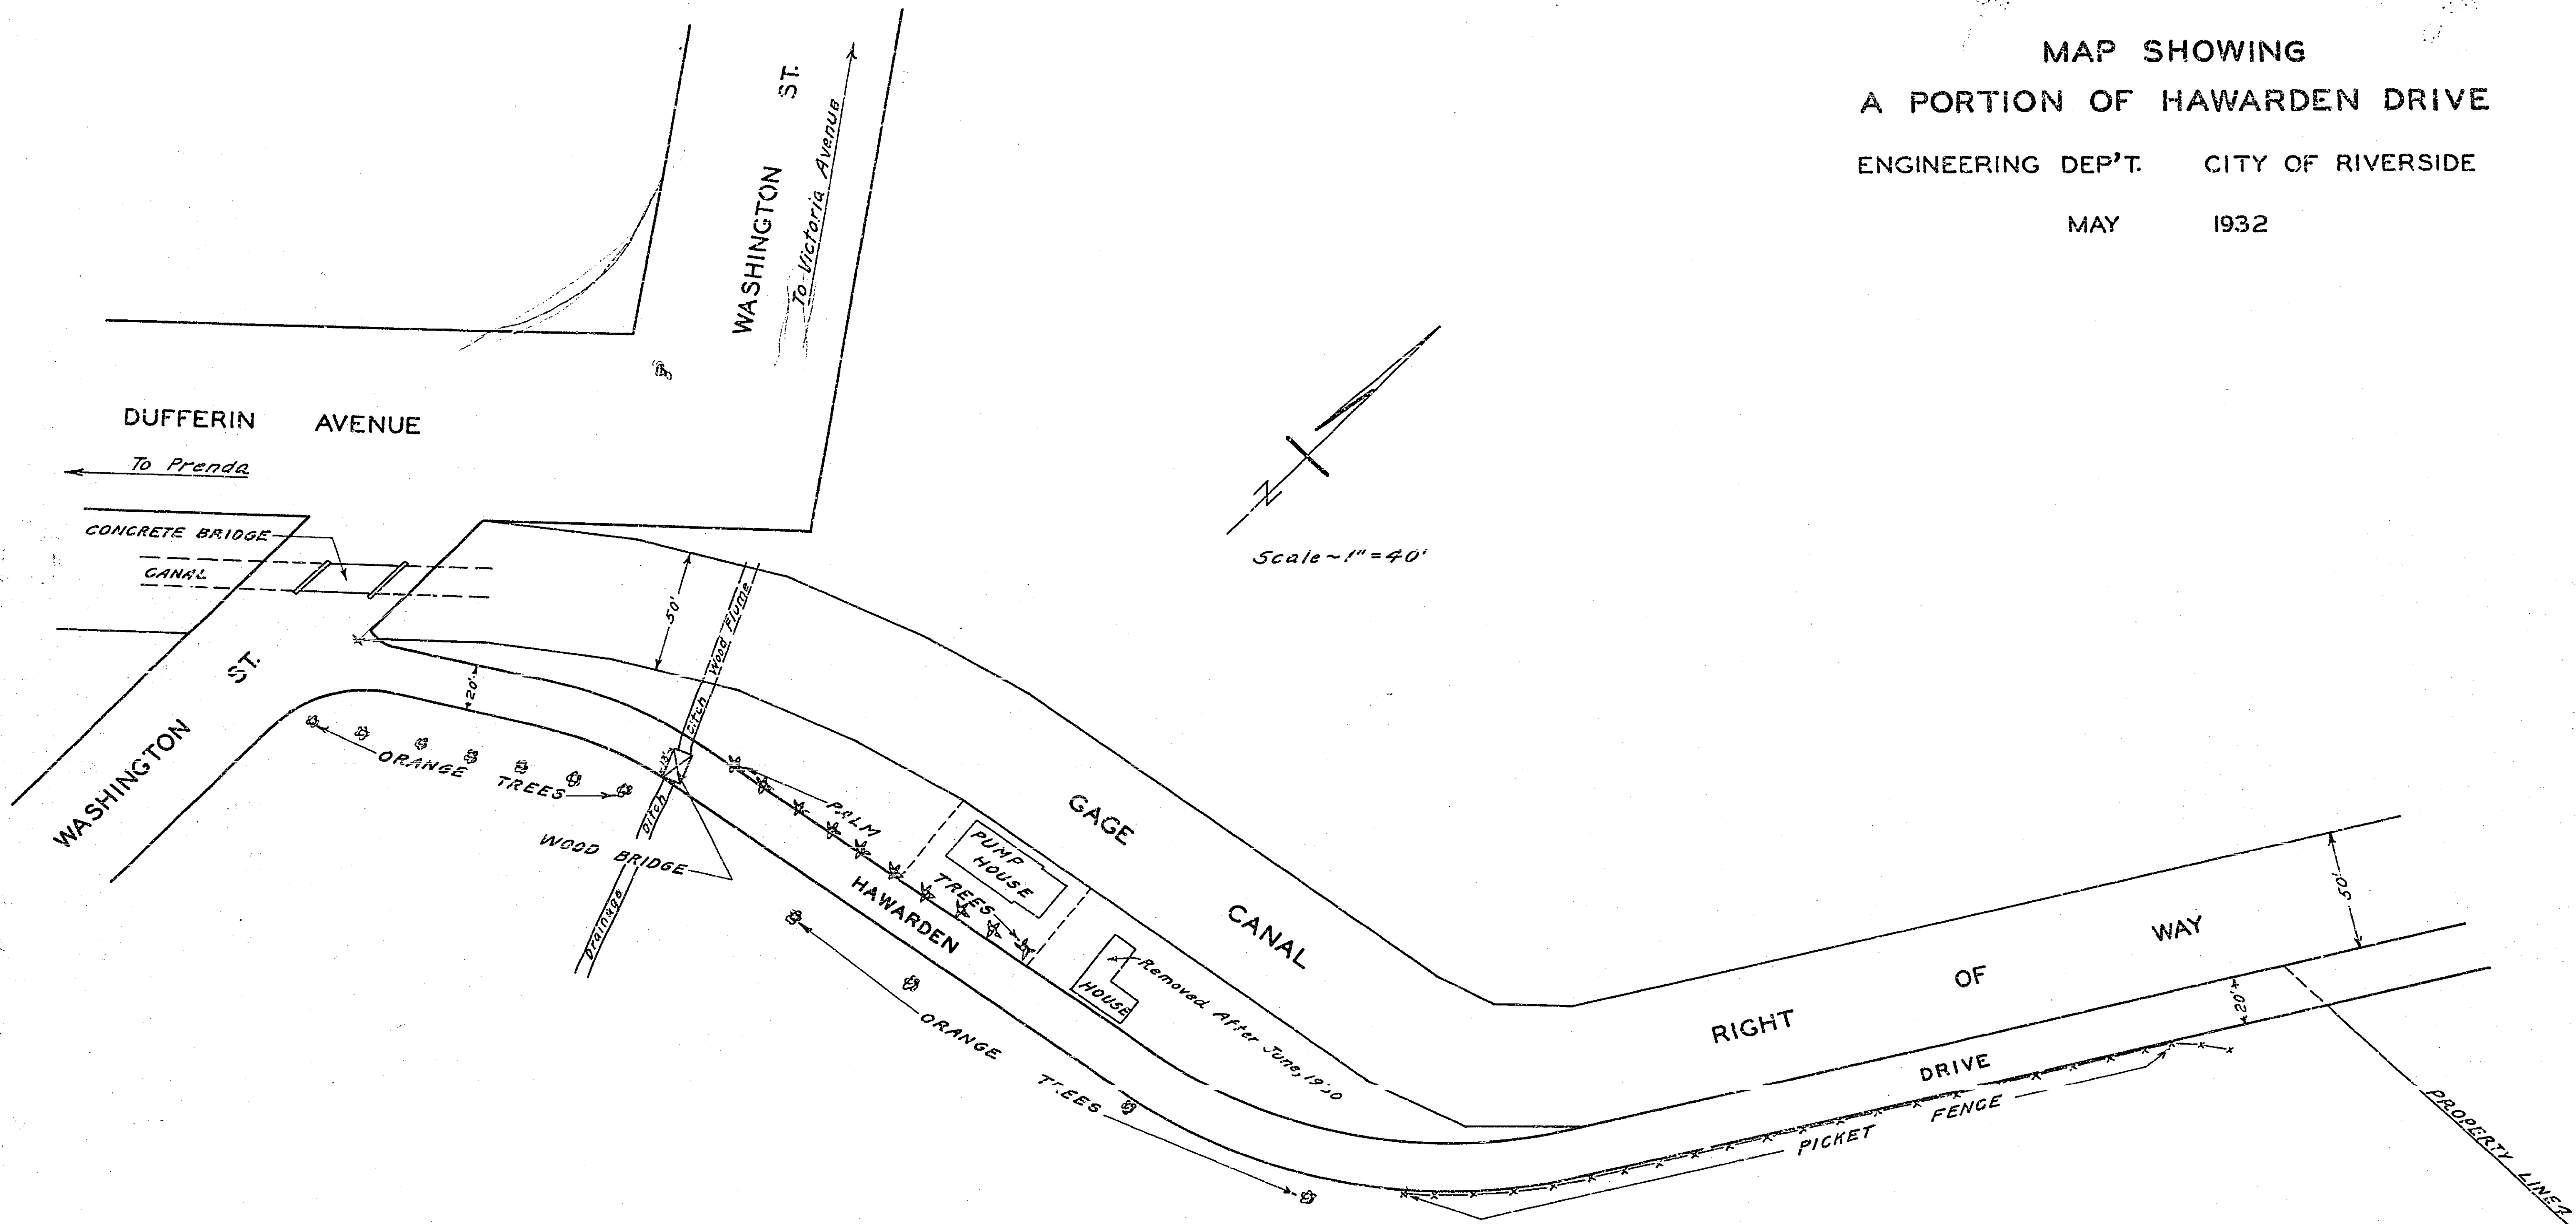 MAP SHOWING
A PORTION OF HAWARDEN DRIVE
ENGINEERING DEP'T. CITY OF RIVERSIDE
MAY 1932
WASHINGTON ST.
To Victoria Avenue
DUFFERIN AVENUE
To Prenda
CONCRETE BRIDGE
CANAL
N
Scale ~ 1" = 40'
50'
Wood Flume
Ditch
20'
WASHINGTON ST.
ORANGE TREES
Ditch
WOOD BRIDGE
Drainage
PALM TREES
PUMP HOUSE
HOUSE
Removed After June, 19
HAWARDEN DRIVE
GAGE CANAL RIGHT OF WAY
ORANGE TREES
50'
20'
PICKET FENCE
PROPERTY LINE